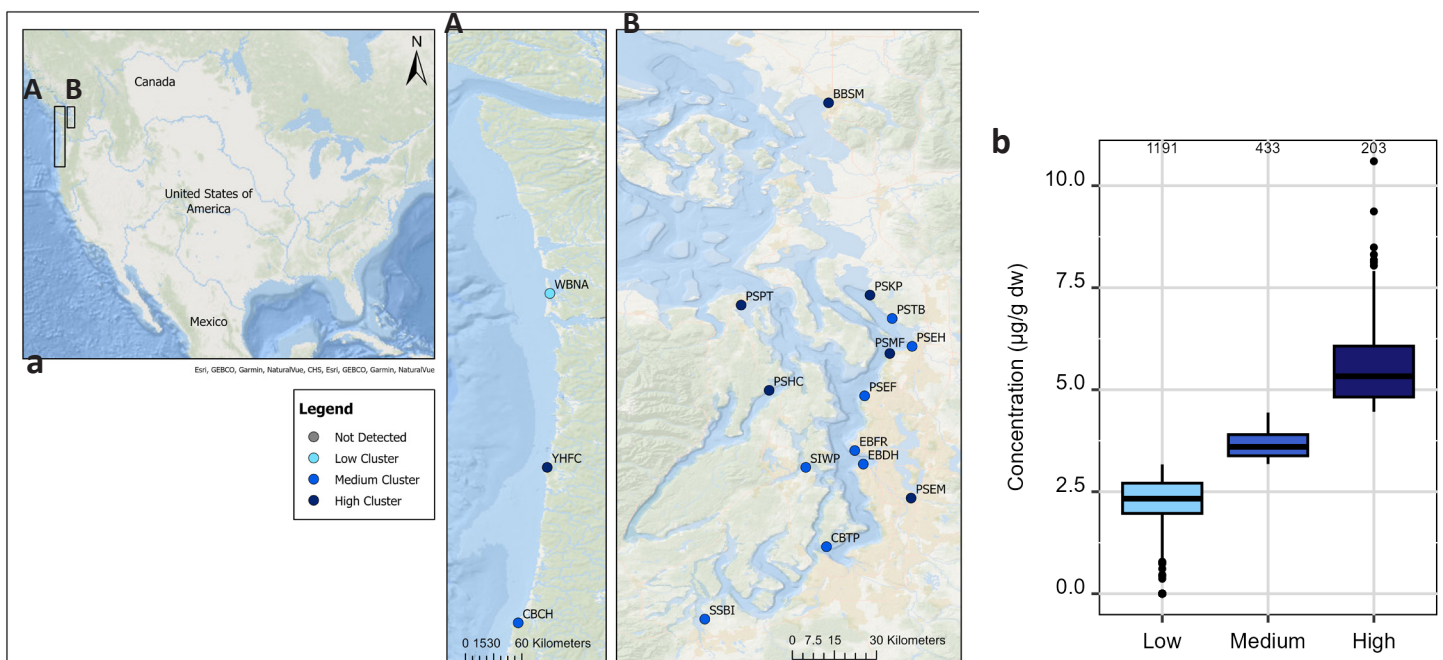 A
B
N
Canada
A
B
United States of
America
Mexico
a
Esri, GEBCO, Garmin, NaturalVue, CHS, Esri, GEBCO, Garmin, NaturalVue
Legend
Not Detected
Low Cluster
Medium Cluster
High Cluster
WBNA
YHFC
CBCH
0 1530 60 Kilometers
BBSM
PSKP
PSPT
PSTB
PSEH
PSMF
PSHC
PSEF
EBFR
EBDH
SIWP
PSEM
CBTP
SSBI
0 7.5 15 30 Kilometers
b
1191 433 203
10.0
7.5
5.0
2.5
0.0
Concentration (µg/g dw)
Low Medium High